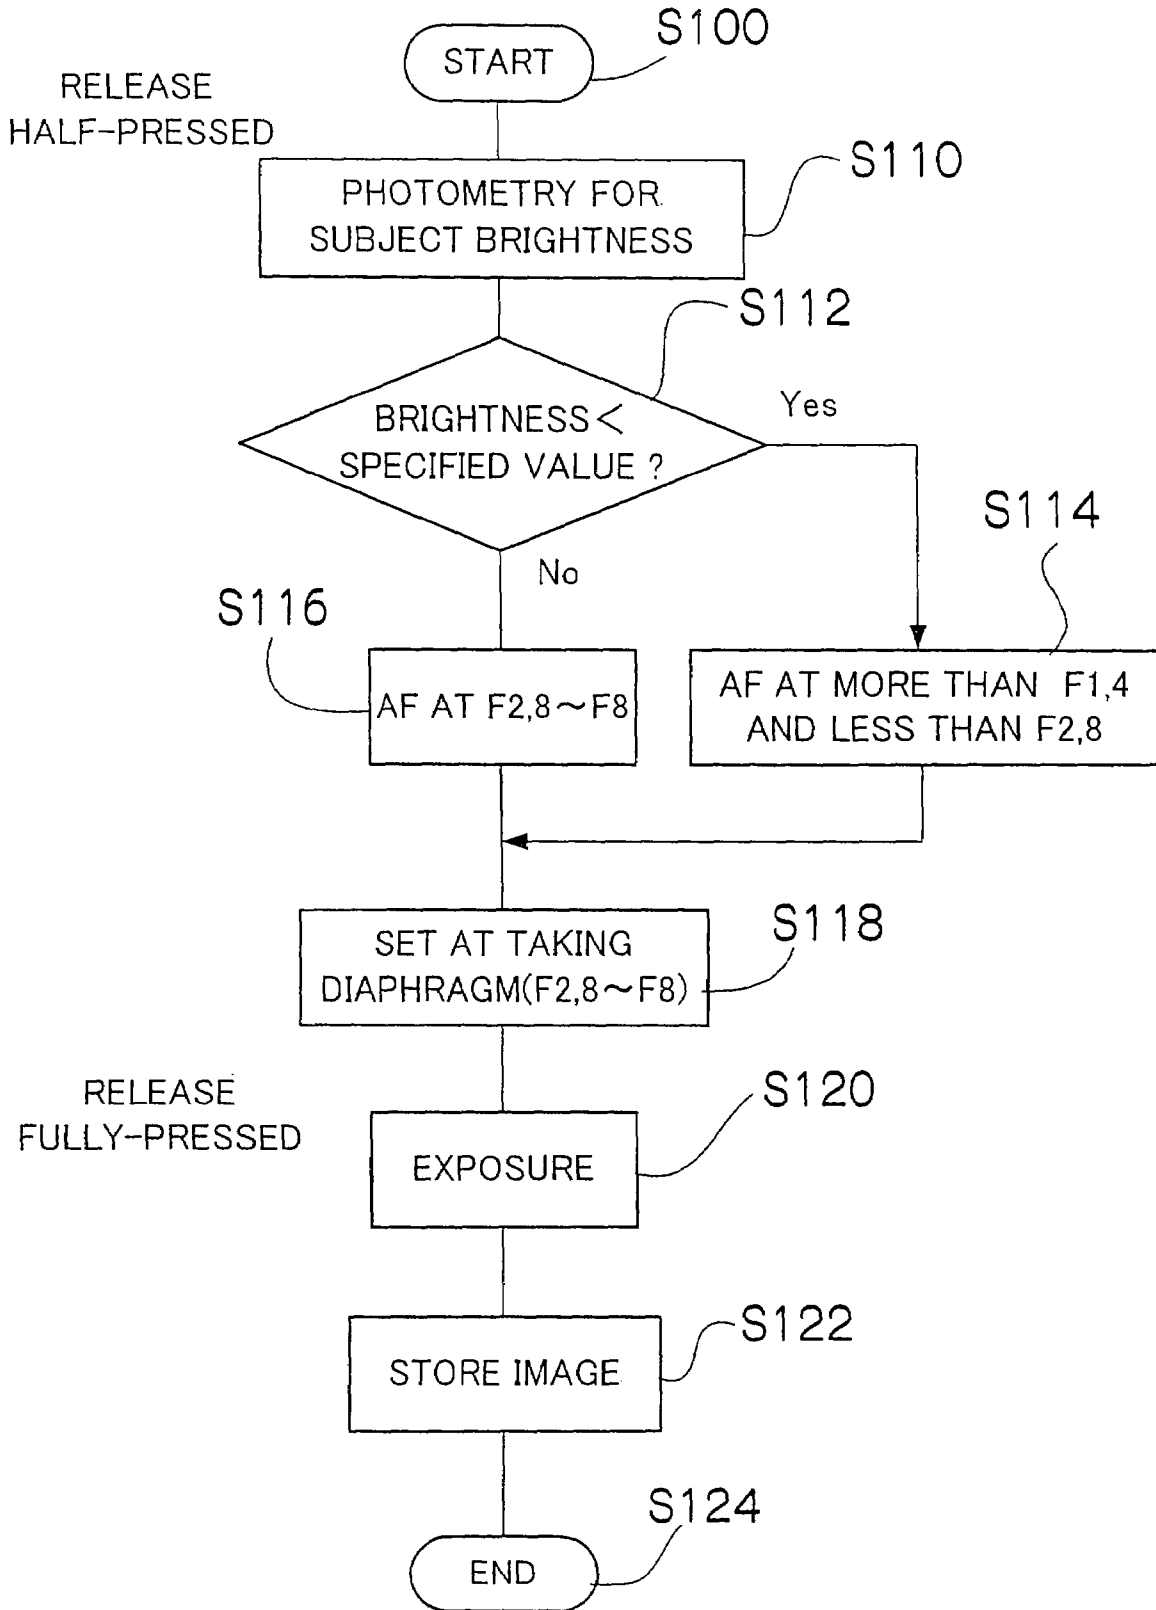 S100
START
RELEASE
HALF-PRESSED
S110
PHOTOMETRY FOR
SUBJECT BRIGHTNESS
S112
BRIGHTNESS<
SPECIFIED VALUE ?
Yes
S114
No
S116
AF AT F2,8~F8
AF AT MORE THAN F1,4
AND LESS THAN F2,8
S118
SET AT TAKING
DIAPHRAGM(F2,8~F8)
RELEASE
FULLY-PRESSED
S120
EXPOSURE
S122
STORE IMAGE
S124
END